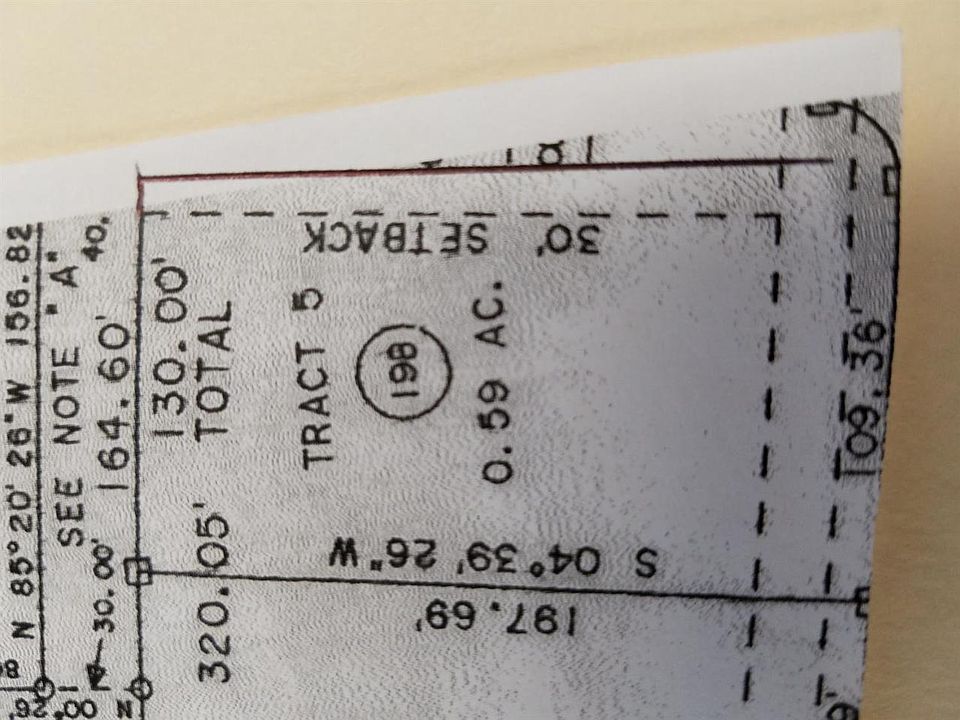 N 85°20'26"W 156.82
SEE NOTE "A"
40.
30.00'
164.60'
130.00'
320.05' TOTAL
TRACT 5
198
0.59 AC.
30' SETBACK
S 04°39'26"W
197.69'
109.36'